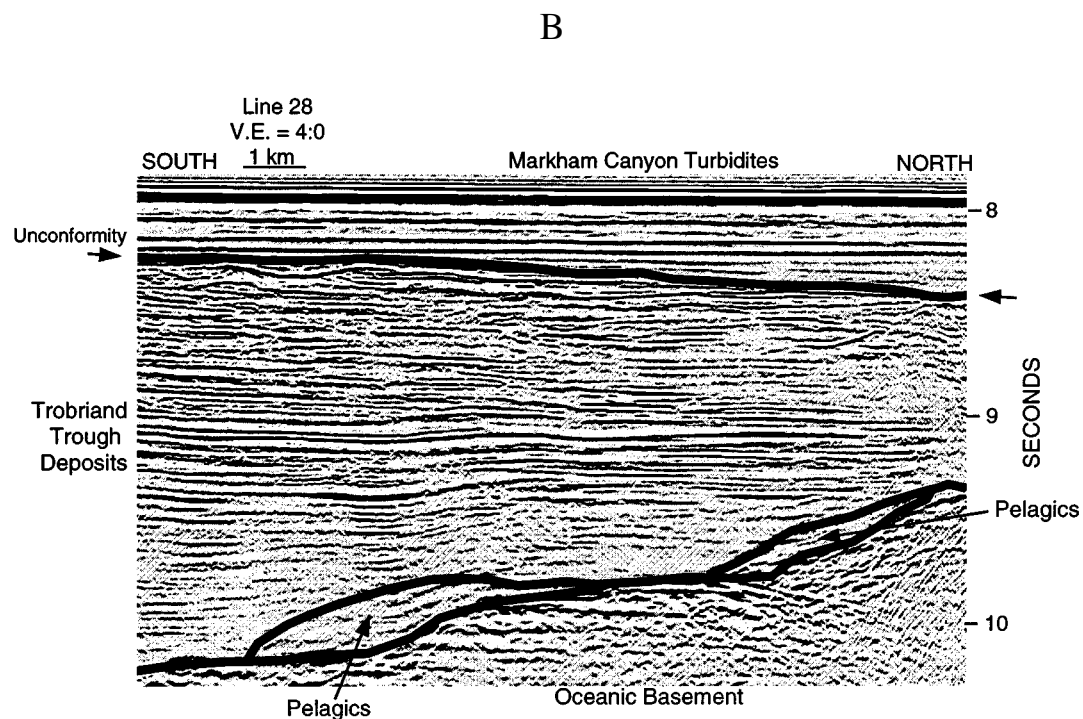 B
Line 28
V.E. = 4:0
1 km
SOUTH
Markham Canyon Turbidites
NORTH
8
Unconformity
Trobriand
Trough
Deposits
9
SECONDS
Pelagics
10
Pelagics
Oceanic Basement